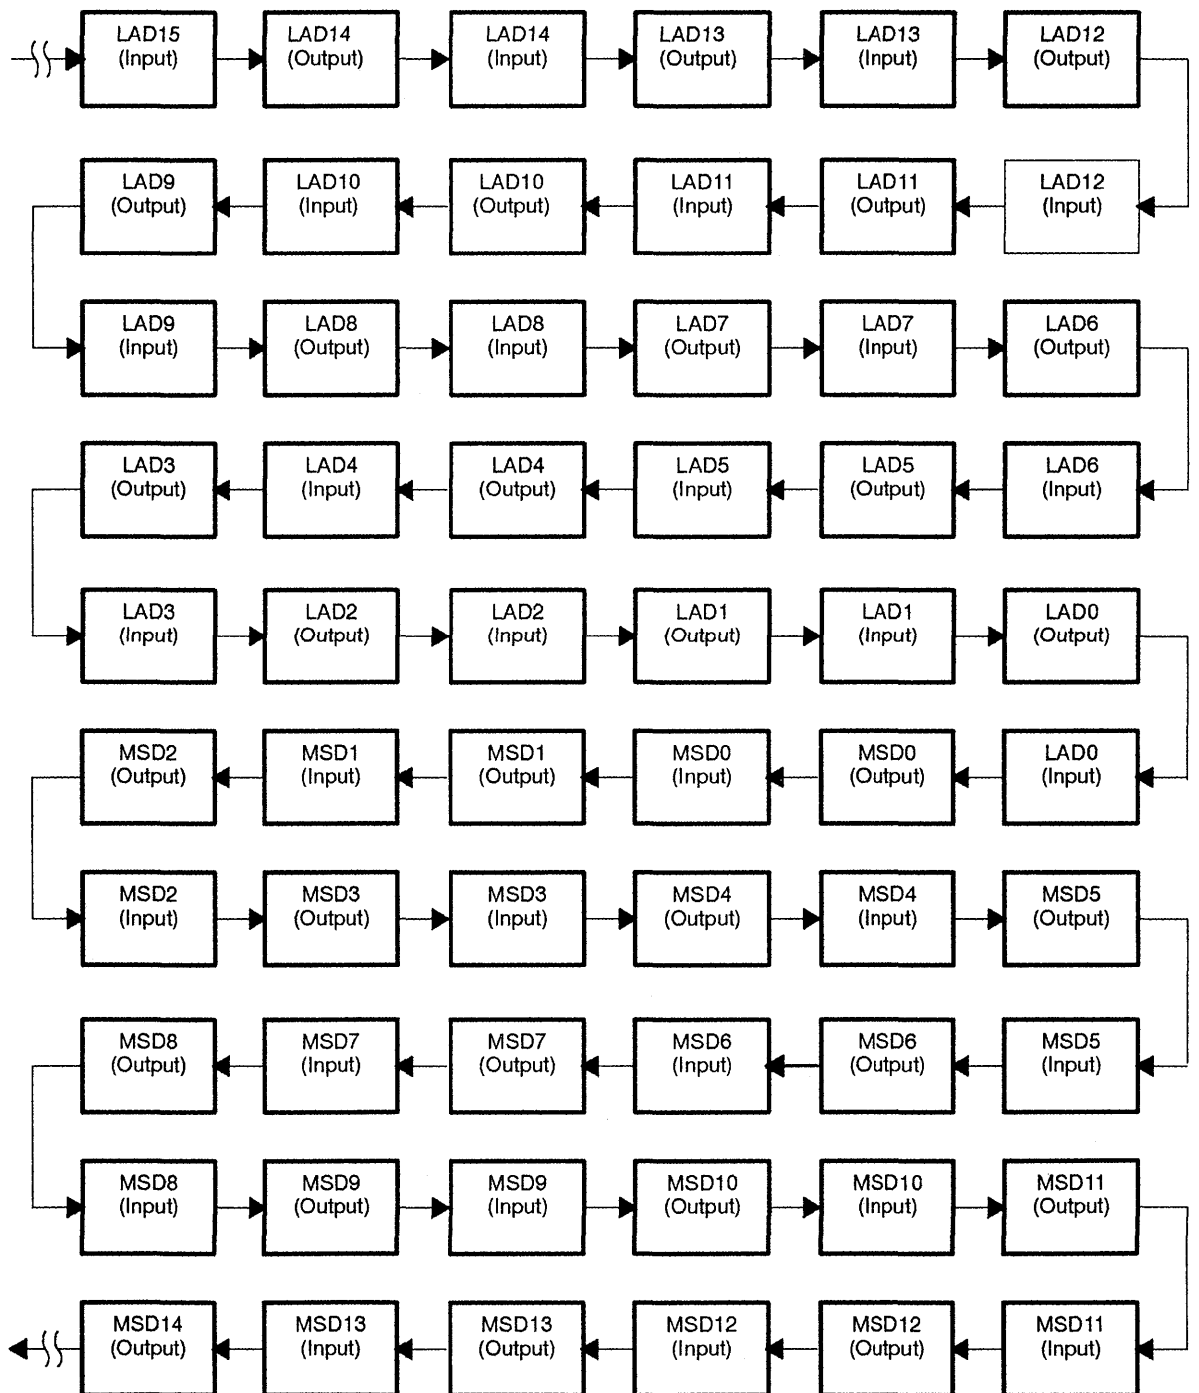 LAD15
(Input)
LAD14
(Output)
LAD14
(Input)
LAD13
(Output)
LAD13
(Input)
LAD12
(Output)
LAD9
(Output)
LAD10
(Input)
LAD10
(Output)
LAD11
(Input)
LAD11
(Output)
LAD12
(Input)
LAD9
(Input)
LAD8
(Output)
LAD8
(Input)
LAD7
(Output)
LAD7
(Input)
LAD6
(Output)
LAD3
(Output)
LAD4
(Input)
LAD4
(Output)
LAD5
(Input)
LAD5
(Output)
LAD6
(Input)
LAD3
(Input)
LAD2
(Output)
LAD2
(Input)
LAD1
(Output)
LAD1
(Input)
LAD0
(Output)
MSD2
(Output)
MSD1
(Input)
MSD1
(Output)
MSD0
(Input)
MSD0
(Output)
LAD0
(Input)
MSD2
(Input)
MSD3
(Output)
MSD3
(Input)
MSD4
(Output)
MSD4
(Input)
MSD5
(Output)
MSD8
(Output)
MSD7
(Input)
MSD7
(Output)
MSD6
(Input)
MSD6
(Output)
MSD5
(Input)
MSD8
(Input)
MSD9
(Output)
MSD9
(Input)
MSD10
(Output)
MSD10
(Input)
MSD11
(Output)
MSD14
(Output)
MSD13
(Input)
MSD13
(Output)
MSD12
(Input)
MSD12
(Output)
MSD11
(Input)